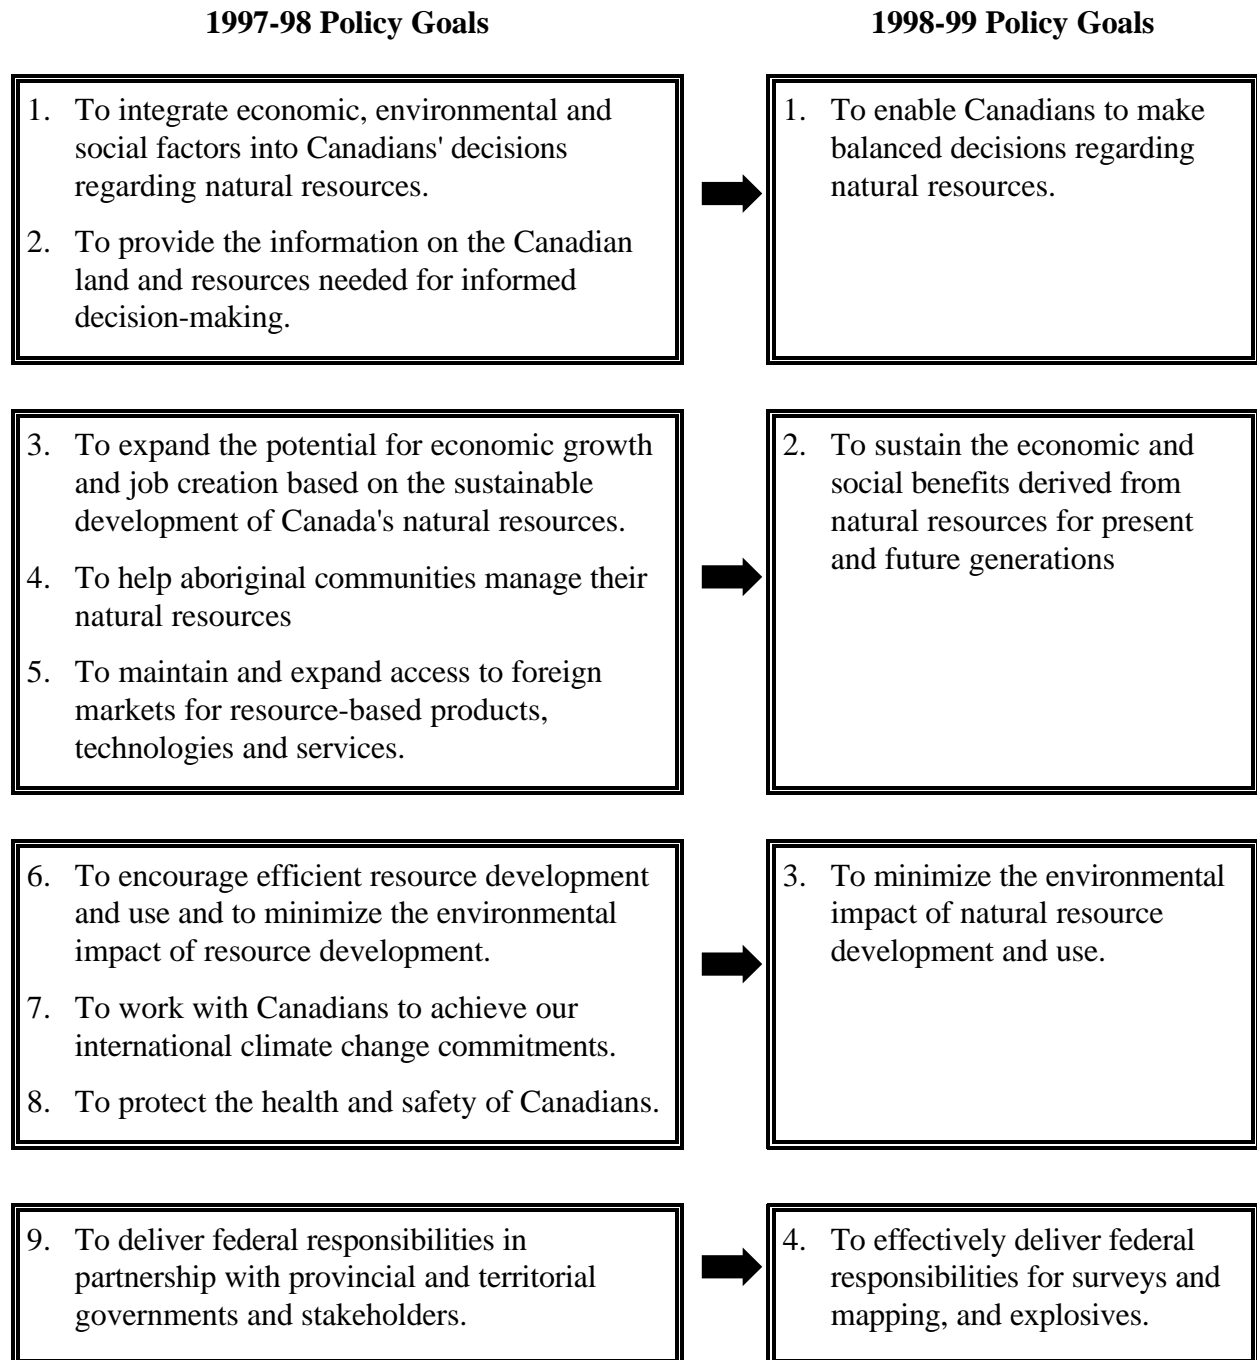 1997-98 Policy Goals
1998-99 Policy Goals
1. To integrate economic, environmental and
social factors into Canadians' decisions
regarding natural resources.
2. To provide the information on the Canadian
land and resources needed for informed
decision-making.
1. To enable Canadians to make
balanced decisions regarding
natural resources.
3. To expand the potential for economic growth
and job creation based on the sustainable
development of Canada's natural resources.
4. To help aboriginal communities manage their
natural resources
5. To maintain and expand access to foreign
markets for resource-based products,
technologies and services.
2. To sustain the economic and
social benefits derived from
natural resources for present
and future generations
6. To encourage efficient resource development
and use and to minimize the environmental
impact of resource development.
7. To work with Canadians to achieve our
international climate change commitments.
8. To protect the health and safety of Canadians.
3. To minimize the environmental
impact of natural resource
development and use.
9. To deliver federal responsibilities in
partnership with provincial and territorial
governments and stakeholders.
4. To effectively deliver federal
responsibilities for surveys and
mapping, and explosives.